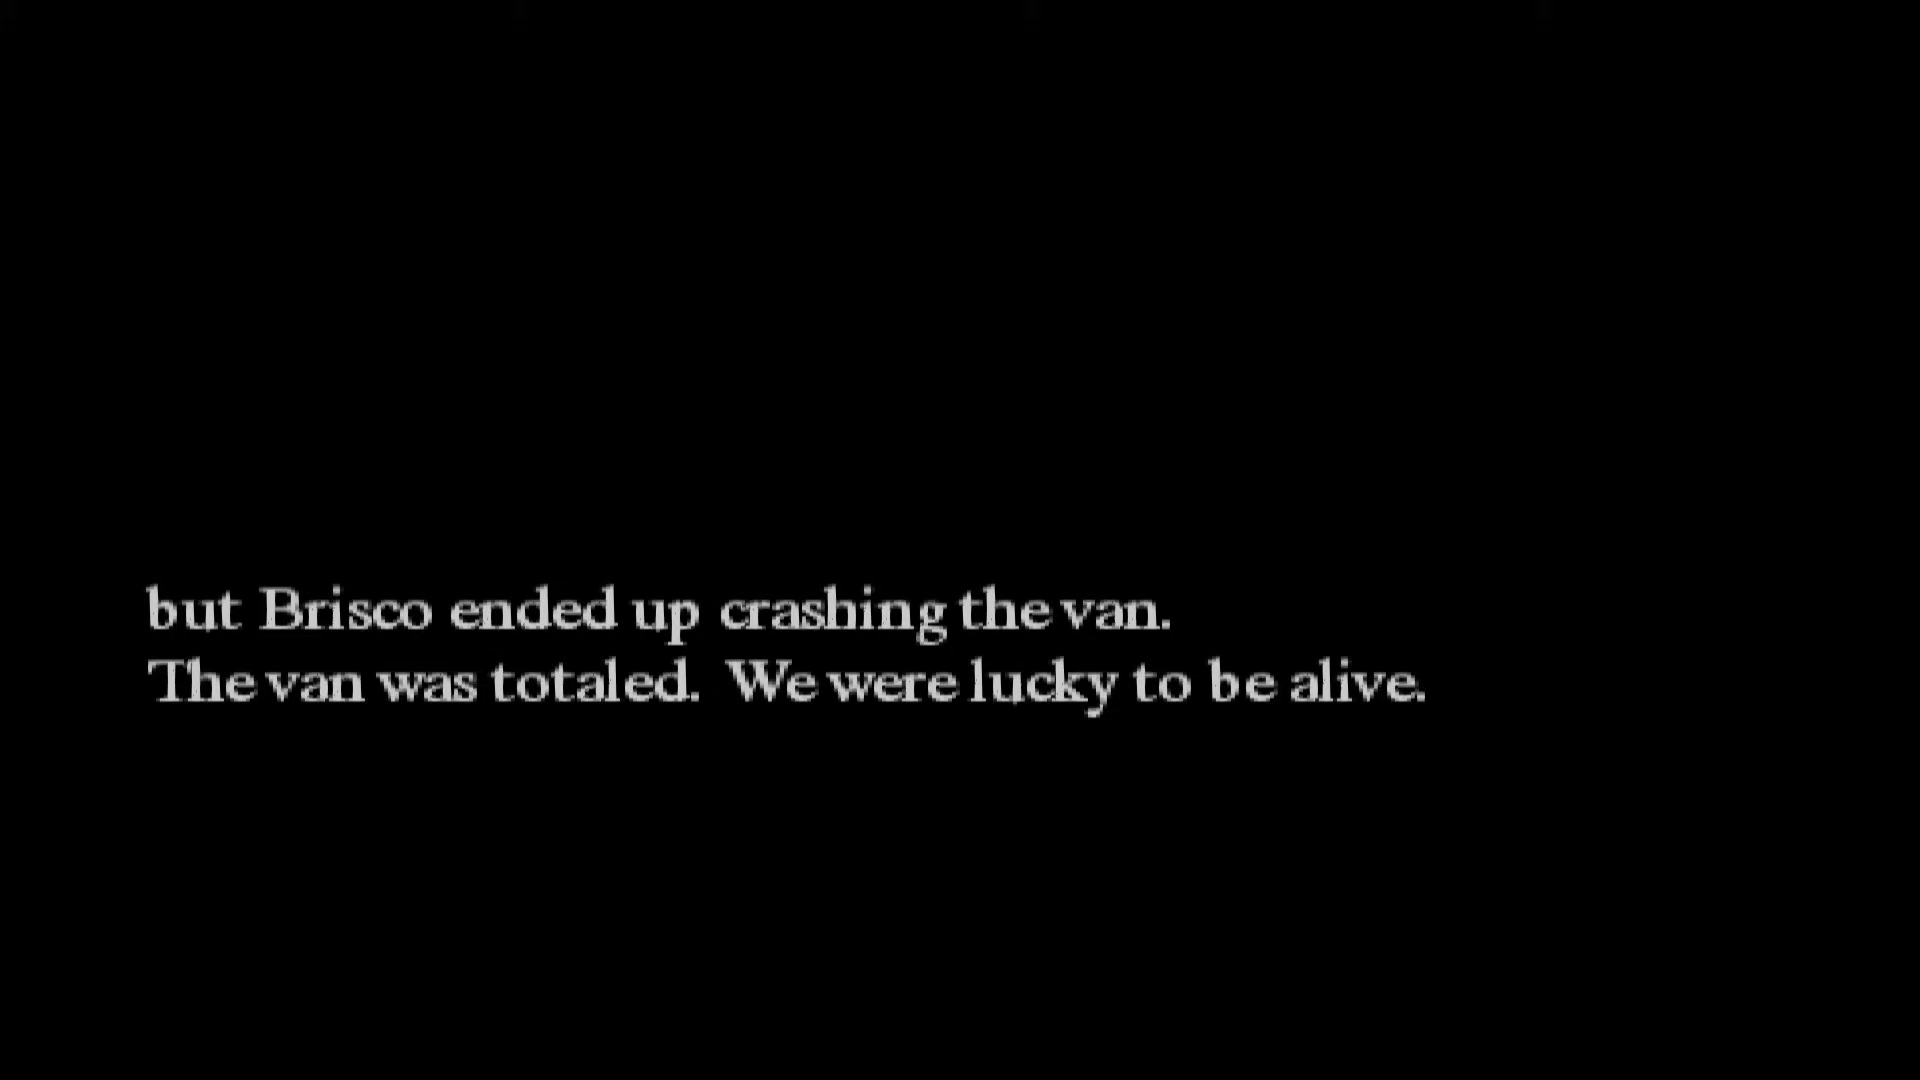 but Brisco ended up crashing the van.
The van was totaled.  We were lucky to be alive.